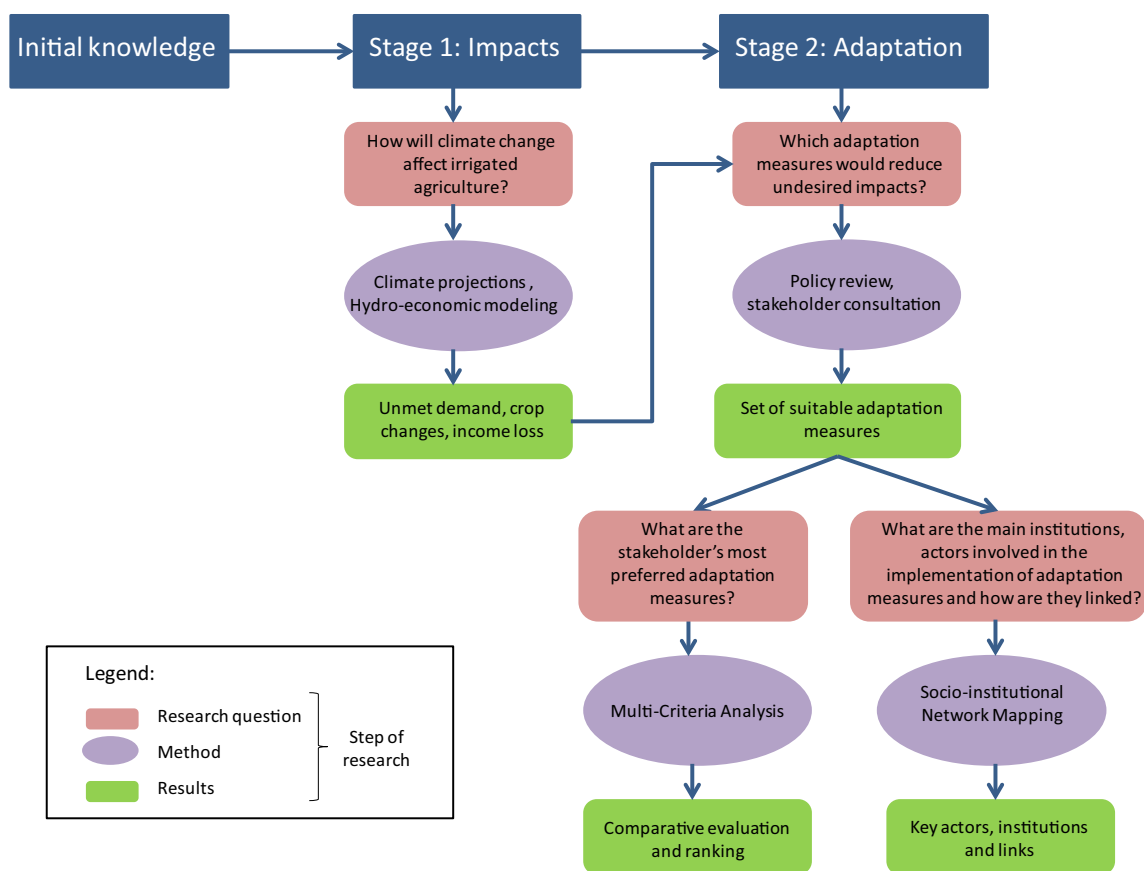 Initial knowledge
Stage 1: Impacts
Stage 2: Adaptation
How will climate change
affect irrigated
agriculture?
Which adaptation
measures would reduce
undesired impacts?
Climate projections ,
Hydro-economic modeling
Policy review,
stakeholder consultation
Unmet demand, crop
changes, income loss
Set of suitable adaptation
measures
What are the
stakeholder’s most
preferred adaptation
measures?
What are the main institutions,
actors involved in the
implementation of adaptation
measures and how are they linked?
Multi-Criteria Analysis
Socio-institutional
Network Mapping
Comparative evaluation
and ranking
Key actors, institutions
and links
Legend:
Research question
Method
Results
Step of
research